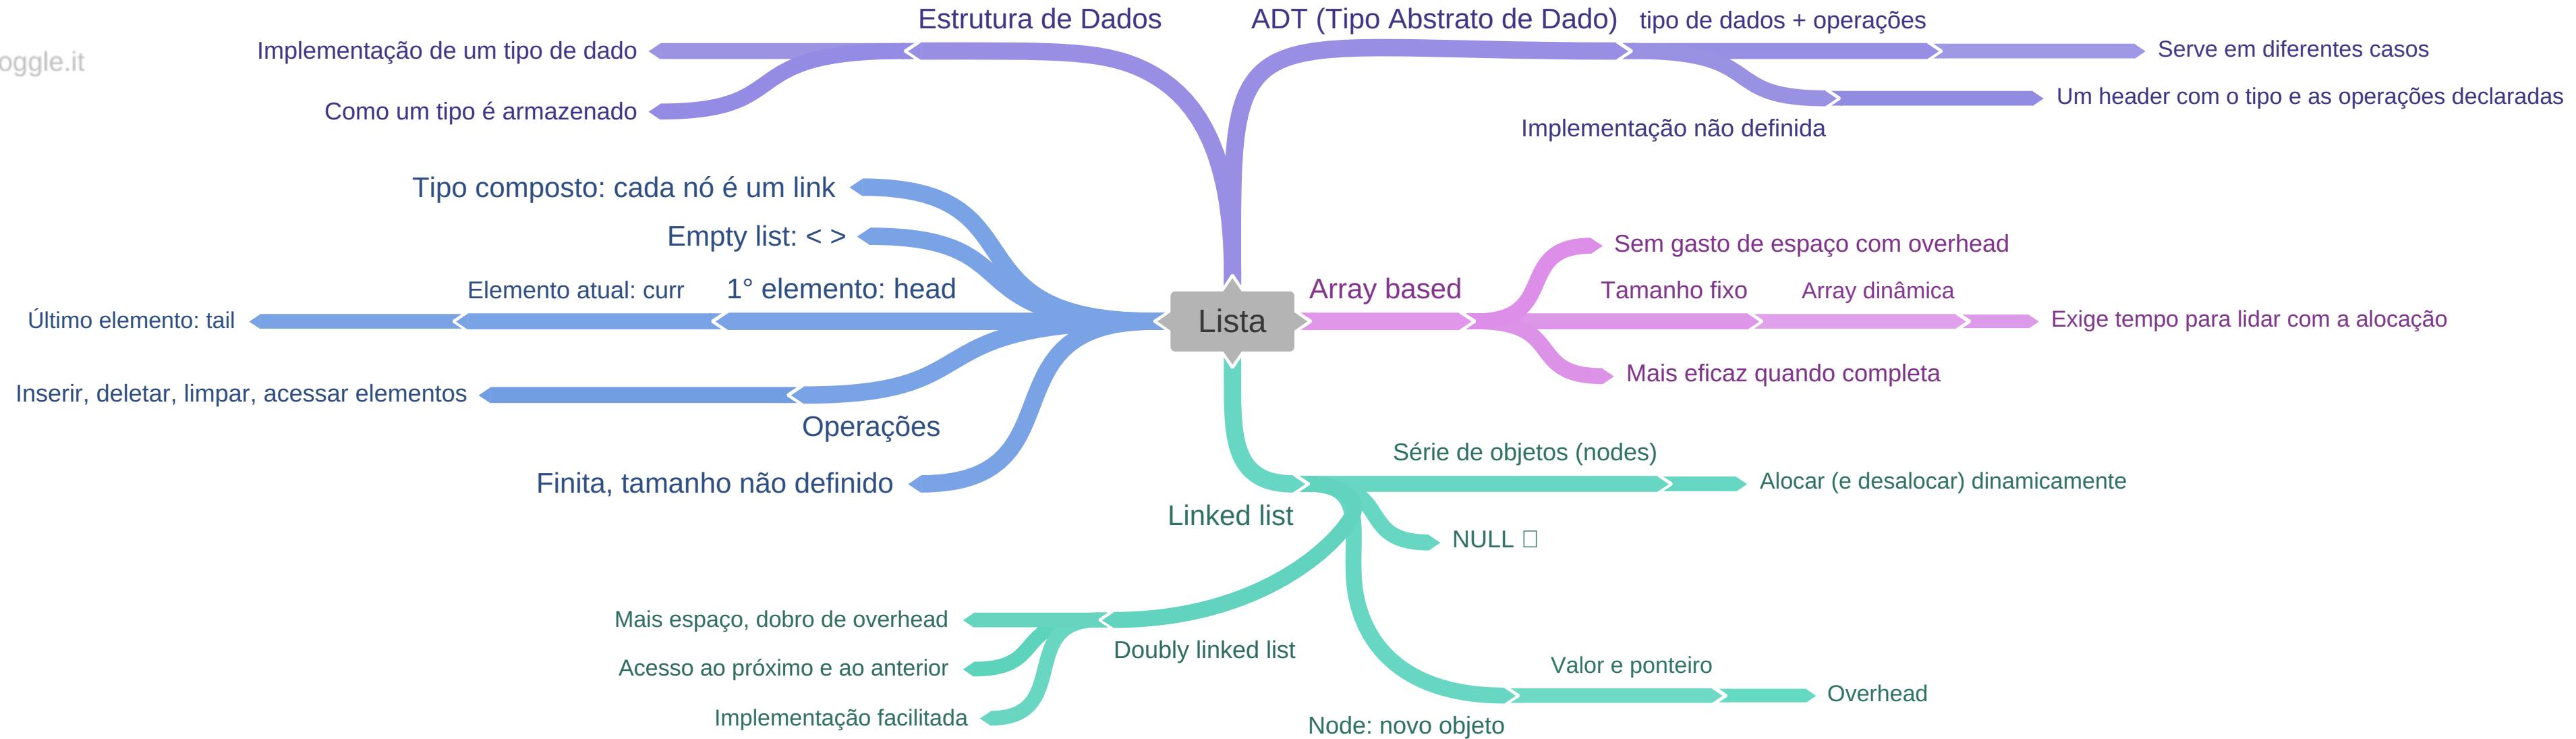 oggle.it
Estrutura de Dados
Implementação de um tipo de dado
Como um tipo é armazenado
ADT (Tipo Abstrato de Dado)
tipo de dados + operações
Serve em diferentes casos
Implementação não definida
Um header com o tipo e as operações declaradas
Tipo composto: cada nó é um link
Empty list: < >
1° elemento: head
Elemento atual: curr
Último elemento: tail
Operações
Inserir, deletar, limpar, acessar elementos
Finita, tamanho não definido
Lista
Array based
Sem gasto de espaço com overhead
Tamanho fixo
Array dinâmica
Exige tempo para lidar com a alocação
Mais eficaz quando completa
Linked list
Série de objetos (nodes)
Alocar (e desalocar) dinamicamente
NULL
Doubly linked list
Mais espaço, dobro de overhead
Acesso ao próximo e ao anterior
Implementação facilitada
Node: novo objeto
Valor e ponteiro
Overhead